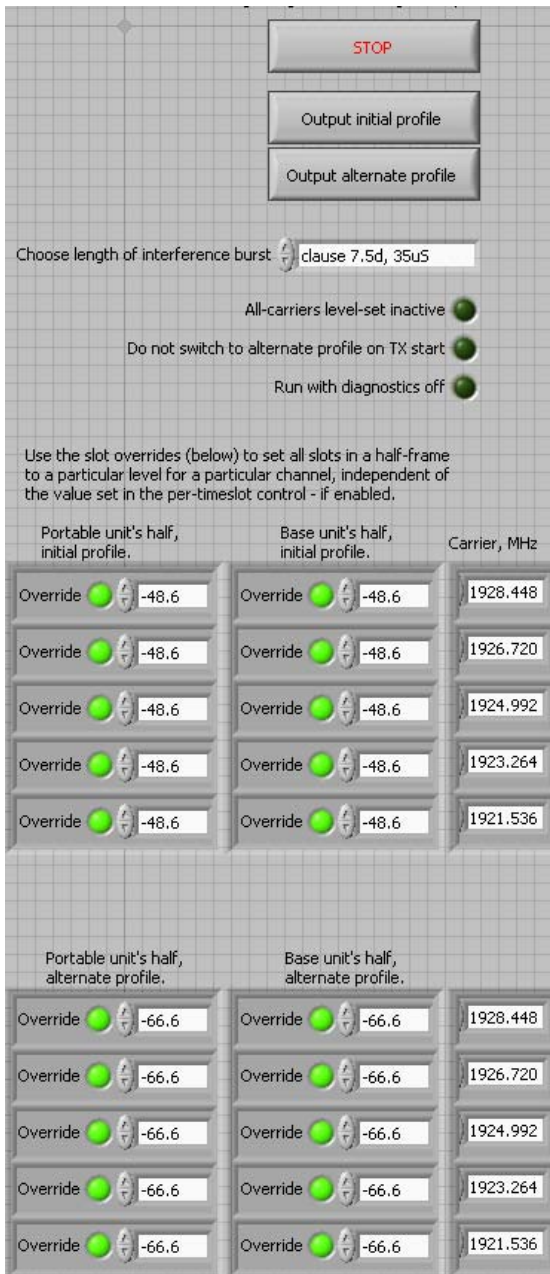 STOP
Output initial profile
Output alternate profile
Choose length of interference burst clause 7.5d, 35uS
All-carriers level-set inactive
Do not switch to alternate profile on TX start
Run with diagnostics off
Use the slot overrides (below) to set all slots in a half-frame
to a particular level for a particular channel, independent of
the value set in the per-timeslot control - if enabled.
Portable unit's half,
initial profile.
Base unit's half,
initial profile.
Carrier, MHz
Override -48.6 Override -48.6 1928.448
Override -48.6 Override -48.6 1926.720
Override -48.6 Override -48.6 1924.992
Override -48.6 Override -48.6 1923.264
Override -48.6 Override -48.6 1921.536
Portable unit's half,
alternate profile.
Base unit's half,
alternate profile.
Override -66.6 Override -66.6 1928.448
Override -66.6 Override -66.6 1926.720
Override -66.6 Override -66.6 1924.992
Override -66.6 Override -66.6 1923.264
Override -66.6 Override -66.6 1921.536